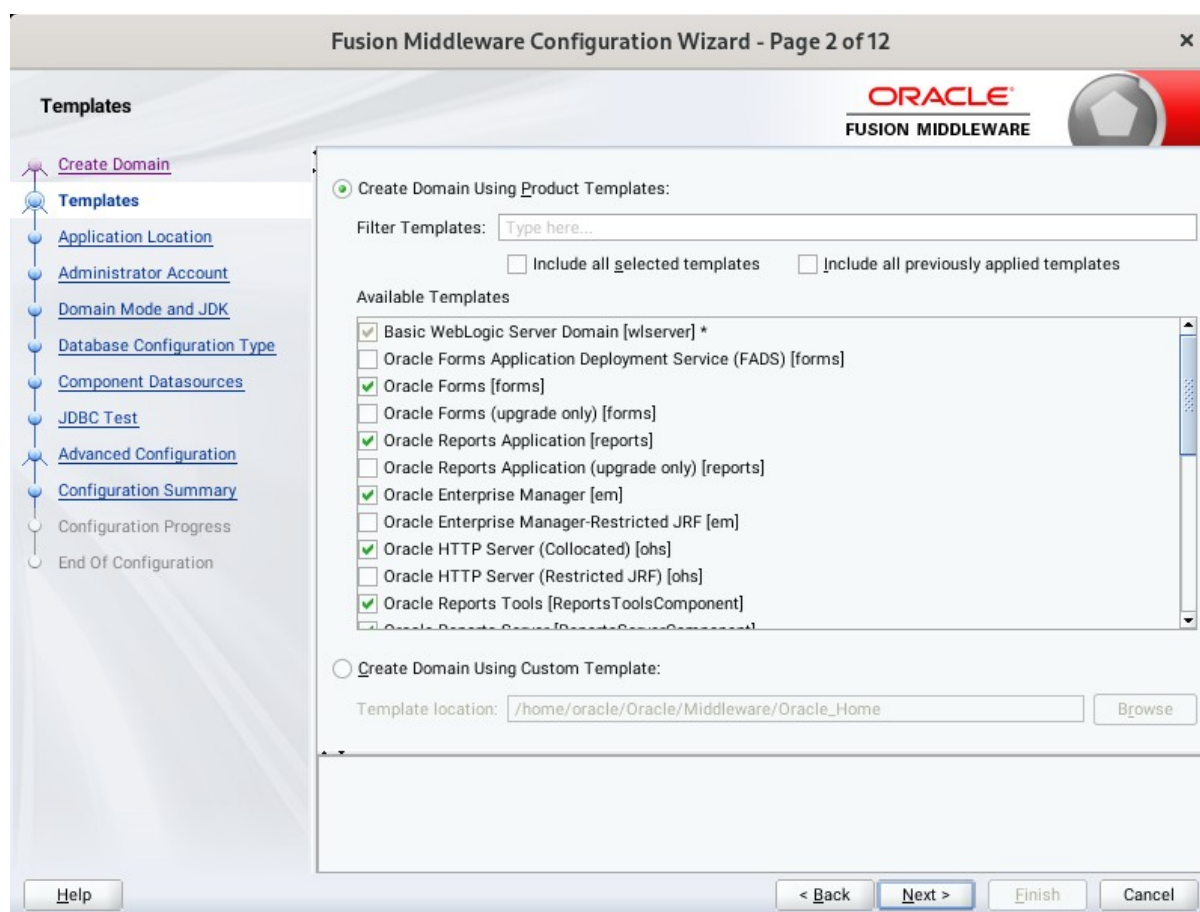 Fusion Middleware Configuration Wizard - Page 2 of 12
×
Templates
ORACLE
FUSION MIDDLEWARE
Create Domain
Templates
Application Location
Administrator Account
Domain Mode and JDK
Database Configuration Type
Component Datasources
JDBC Test
Advanced Configuration
Configuration Summary
Configuration Progress
End Of Configuration
Create Domain Using Product Templates:
Filter Templates: Type here...
Include all selected templates Include all previously applied templates
Available Templates
Basic WebLogic Server Domain [wlserver] *
Oracle Forms Application Deployment Service (FADS) [forms]
Oracle Forms [forms]
Oracle Forms (upgrade only) [forms]
Oracle Reports Application [reports]
Oracle Reports Application (upgrade only) [reports]
Oracle Enterprise Manager [em]
Oracle Enterprise Manager-Restricted JRF [em]
Oracle HTTP Server (Collocated) [ohs]
Oracle HTTP Server (Restricted JRF) [ohs]
Oracle Reports Tools [ReportsToolsComponent]
Oracle Reports Server [ReportsServerComponent]
Create Domain Using Custom Template:
Template location: /home/oracle/Oracle/Middleware/Oracle_Home Browse
Help < Back Next > Finish Cancel